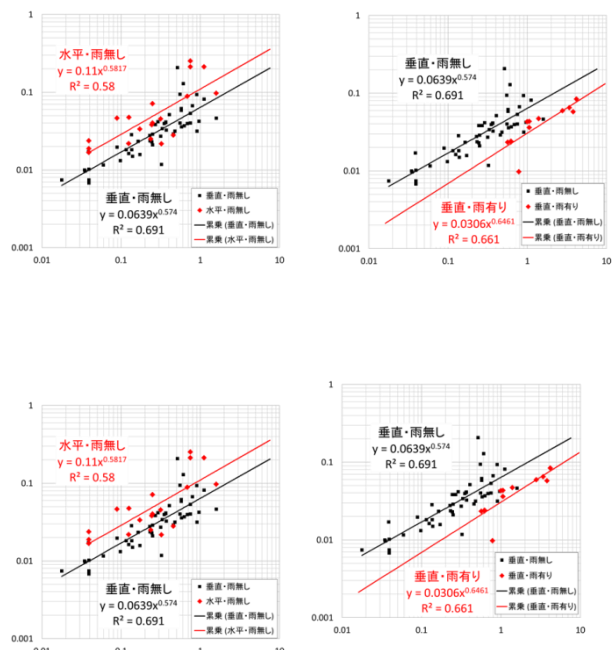 1
0.1
0.01
0.001
0.01
0.1
1
10
水平・雨無し
y = 0.11x^0.5817
R² = 0.58
垂直・雨無し
y = 0.0639x^0.574
R² = 0.691
垂直・雨無し
水平・雨無し
累乗 (垂直・雨無し)
累乗 (水平・雨無し)
1
0.1
0.01
0.001
0.01
0.1
1
10
垂直・雨無し
y = 0.0639x^0.574
R² = 0.691
垂直・雨有り
y = 0.0306x^0.6461
R² = 0.661
垂直・雨無し
垂直・雨有り
累乗 (垂直・雨無し)
累乗 (垂直・雨有り)
1
0.1
0.01
0.001
0.01
0.1
1
10
水平・雨無し
y = 0.11x^0.5817
R² = 0.58
垂直・雨無し
y = 0.0639x^0.574
R² = 0.691
垂直・雨無し
水平・雨無し
累乗 (垂直・雨無し)
累乗 (水平・雨無し)
1
0.1
0.01
0.001
0.01
0.1
1
10
垂直・雨無し
y = 0.0639x^0.574
R² = 0.691
垂直・雨有り
y = 0.0306x^0.6461
R² = 0.661
垂直・雨無し
垂直・雨有り
累乗 (垂直・雨無し)
累乗 (垂直・雨有り)